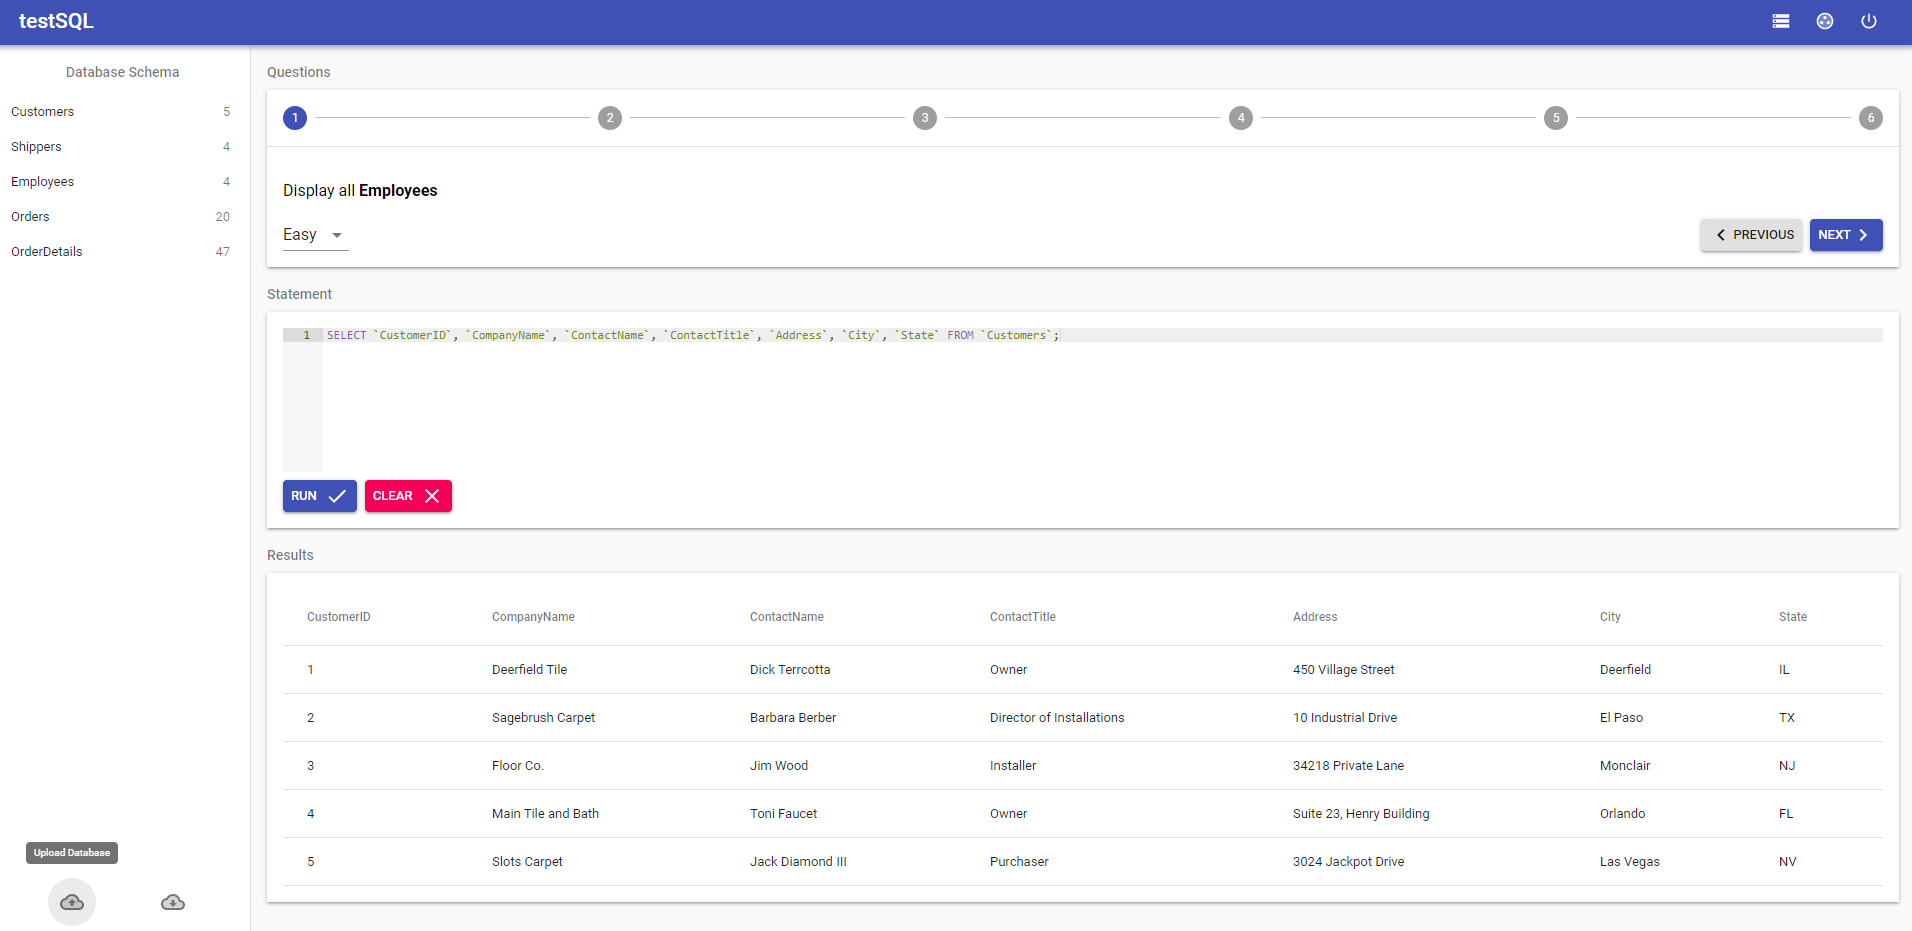 testSQL
Database Schema
Customers 5
Shippers 4
Employees 4
Orders 20
OrderDetails 47
Upload Database
Questions
1 2 3 4 5 6
Display all Employees
Easy
PREVIOUS NEXT
Statement
1 SELECT `CustomerID`, `CompanyName`, `ContactName`, `ContactTitle`, `Address`, `City`, `State` FROM `Customers`;
RUN CLEAR
Results
CustomerID CompanyName ContactName ContactTitle Address City State
1 Deerfield Tile Dick Terrcotta Owner 450 Village Street Deerfield IL
2 Sagebrush Carpet Barbara Berber Director of Installations 10 Industrial Drive El Paso TX
3 Floor Co. Jim Wood Installer 34218 Private Lane Monclair NJ
4 Main Tile and Bath Toni Faucet Owner Suite 23, Henry Building Orlando FL
5 Slots Carpet Jack Diamond III Purchaser 3024 Jackpot Drive Las Vegas NV